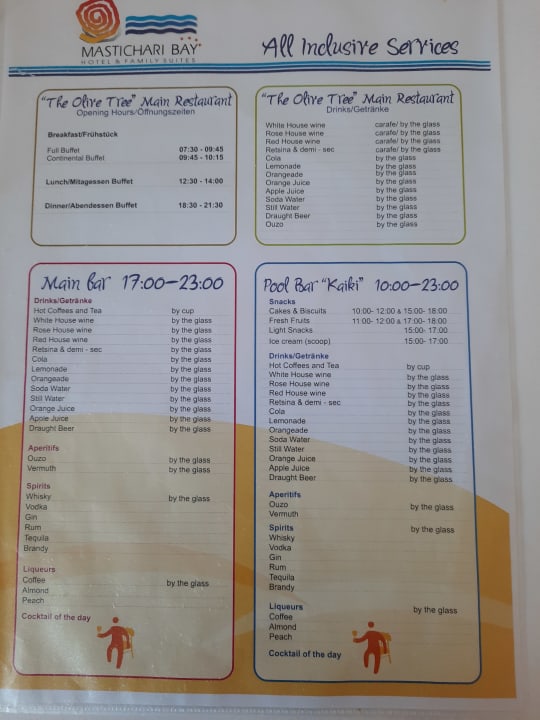 MASTICHARI BAY
HOTEL & FAMILY SUITES
All Inclusive Services
"The Olive Tree" Main Restaurant
Opening Hours/Öffnungszeiten
Breakfast/Frühstück
Full Buffet 07:30 - 09:45
Continental Buffet 09:45 - 10:15
Lunch/Mitagessen Buffet 12:30 - 14:00
Dinner/Abendessen Buffet 18:30 - 21:30
"The Olive Tree" Main Restaurant
Drinks/Getränke
White House wine carafe/ by the glass
Rose House wine carafe/ by the glass
Red House wine carafe/ by the glass
Retsina & demi - sec carafe/ by the glass
Cola by the glass
Lemonade by the glass
Orangeade by the glass
Orange Juice by the glass
Apple Juice by the glass
Soda Water by the glass
Still Water by the glass
Draught Beer by the glass
Ouzo by the glass
Main Bar 17:00-23:00
Drinks/Getränke
Hot Coffees and Tea by cup
White House wine by the glass
Rose House wine by the glass
Red House wine by the glass
Retsina & demi - sec by the glass
Cola by the glass
Lemonade by the glass
Orangeade by the glass
Soda Water by the glass
Still Water by the glass
Orange Juice by the glass
Apple Juice by the glass
Draught Beer by the glass
Aperitifs
Ouzo by the glass
Vermuth by the glass
Spirits
Whisky by the glass
Vodka
Gin
Rum
Tequila
Brandy
Liqueurs
Coffee by the glass
Almond
Peach
Cocktail of the day
Pool Bar "Kaiki" 10:00-23:00
Snacks
Cakes & Biscuits 10:00- 12:00 & 15:00- 18:00
Fresh Fruits 11:00- 12:00 & 17:00- 18:00
Light Snacks 15:00- 17:00
Ice cream (scoop) 15:00- 17:00
Drinks/Getränke
Hot Coffees and Tea by cup
White House wine by the glass
Rose House wine by the glass
Red House wine by the glass
Retsina & demi - sec by the glass
Cola by the glass
Lemonade by the glass
Orangeade by the glass
Soda Water by the glass
Still Water by the glass
Orange Juice by the glass
Apple Juice by the glass
Draught Beer by the glass
Aperitifs
Ouzo by the glass
Vermuth
Spirits by the glass
Whisky
Vodka
Gin
Rum
Tequila
Brandy
Liqueurs by the glass
Coffee
Almond
Peach
Cocktail of the day